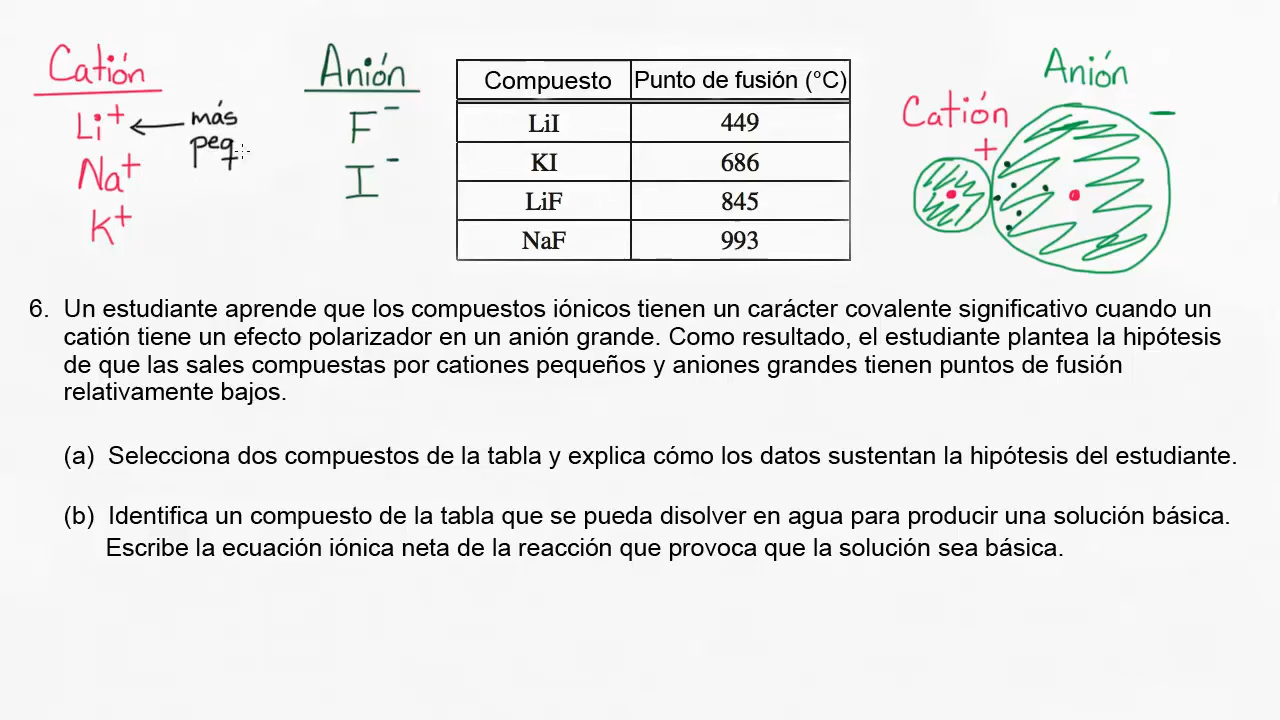 Catión
Li+
más
peq
Na+
K+
Anión
F-
I-
Compuesto Punto de fusión (°C)
LiI 449
KI 686
LiF 845
NaF 993
Anión
Catión
+
-
6. Un estudiante aprende que los compuestos iónicos tienen un carácter covalente significativo cuando un
catión tiene un efecto polarizador en un anión grande. Como resultado, el estudiante plantea la hipótesis
de que las sales compuestas por cationes pequeños y aniones grandes tienen puntos de fusión
relativamente bajos.
(a) Selecciona dos compuestos de la tabla y explica cómo los datos sustentan la hipótesis del estudiante.
(b) Identifica un compuesto de la tabla que se pueda disolver en agua para producir una solución básica.
Escribe la ecuación iónica neta de la reacción que provoca que la solución sea básica.